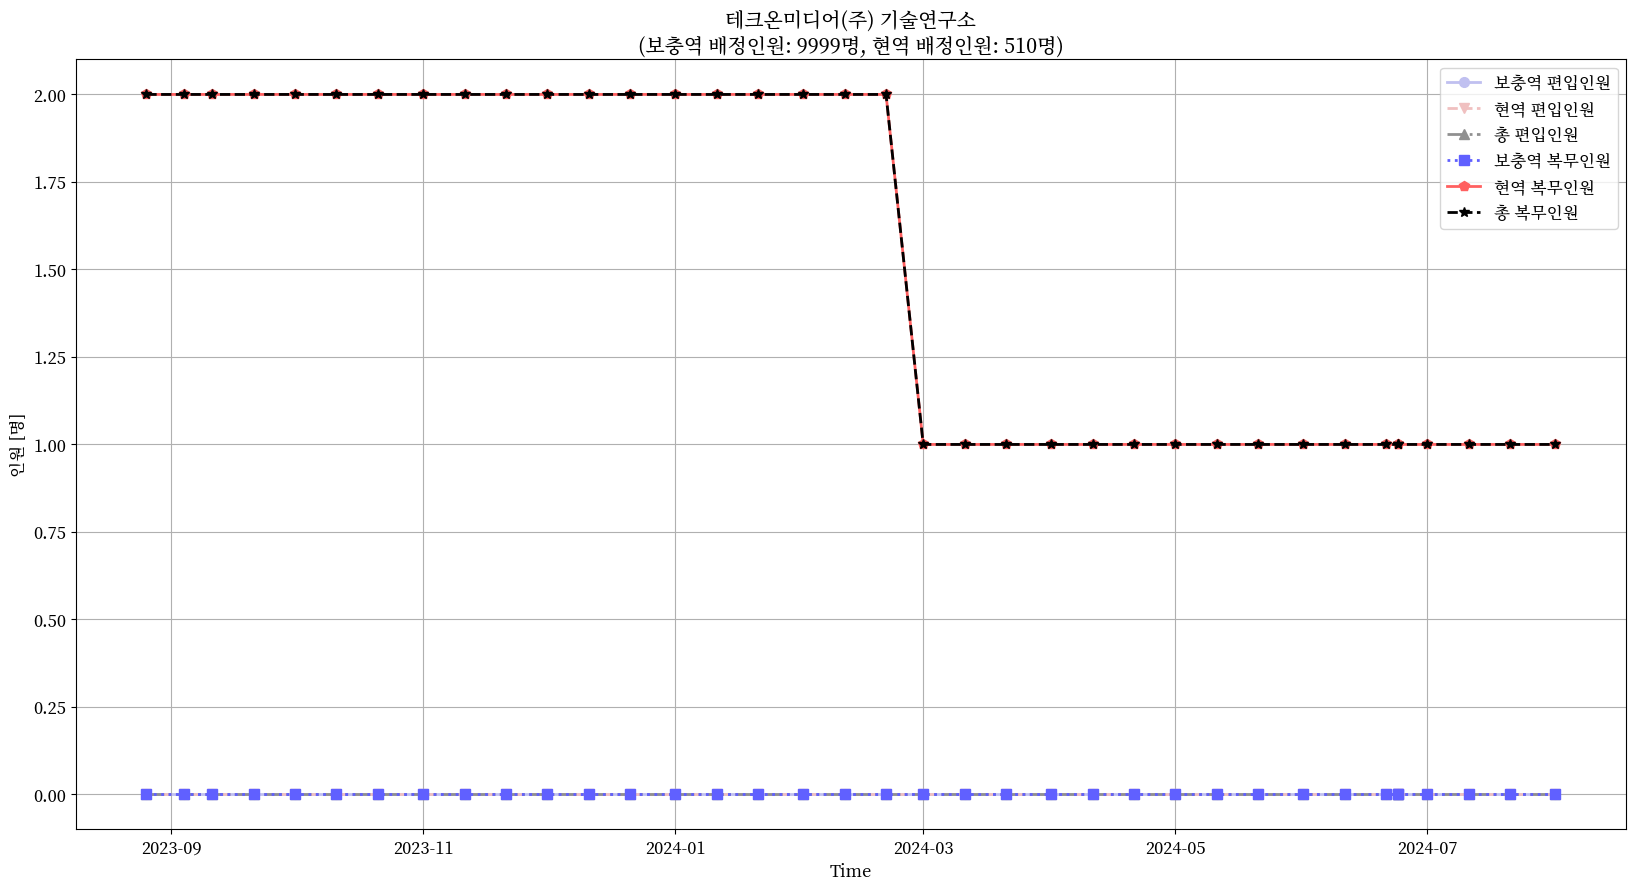 테크온미디어(주) 기술연구소
(보충역 배정인원: 9999명, 현역 배정인원: 510명)
보충역 편입인원
현역 편입인원
총 편입인원
보충역 복무인원
현역 복무인원
총 복무인원
인원 [명]
2.00
1.75
1.50
1.25
1.00
0.75
0.50
0.25
0.00
2023-09
2023-11
2024-01
2024-03
2024-05
2024-07
Time